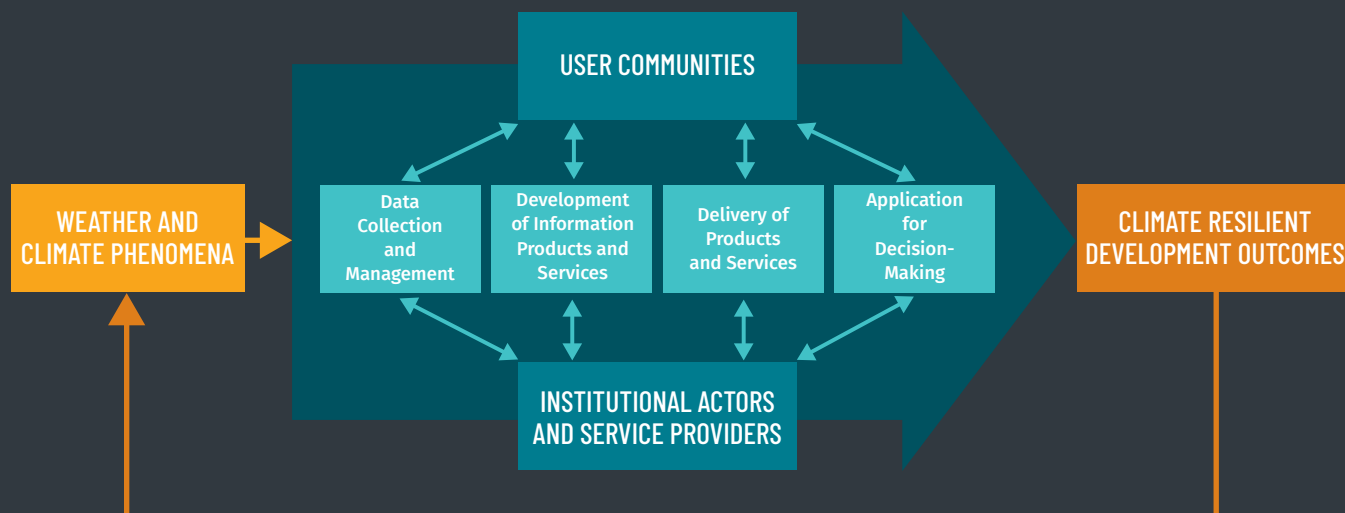 USER COMMUNITIES
WEATHER AND
CLIMATE PHENOMENA
Data
Collection
and
Management
Development
of Information
Products and
Services
Delivery of
Products
and Services
Application
for
Decision-
Making
CLIMATE RESILIENT
DEVELOPMENT OUTCOMES
INSTITUTIONAL ACTORS
AND SERVICE PROVIDERS